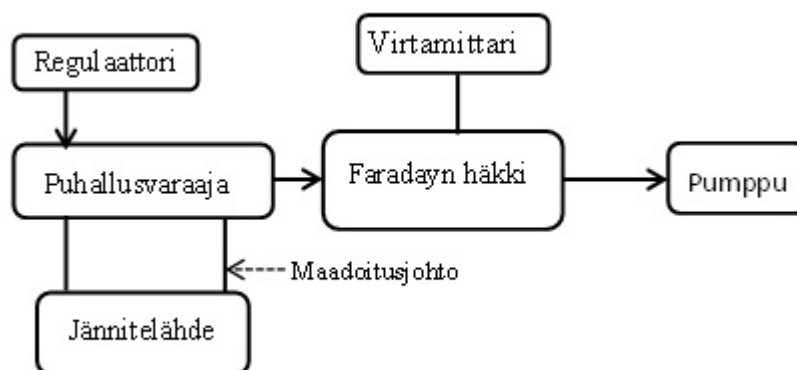 Regulaattori
Virtamittari
Puhallusvaraaja
Faradayn häkki
Pumppu
Maadoitusjohto
Jännitelähde